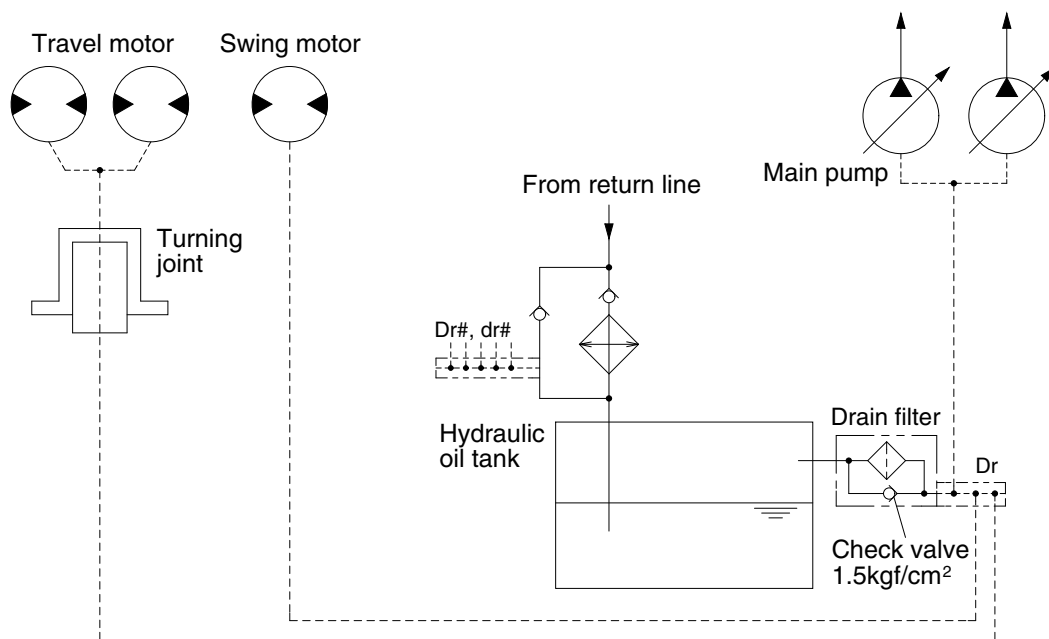 Travel motor
Swing motor
Main pump
From return line
Turning
joint
Dr#, dr#
Hydraulic
oil tank
Drain filter
Dr
Check valve
1.5kgf/cm²